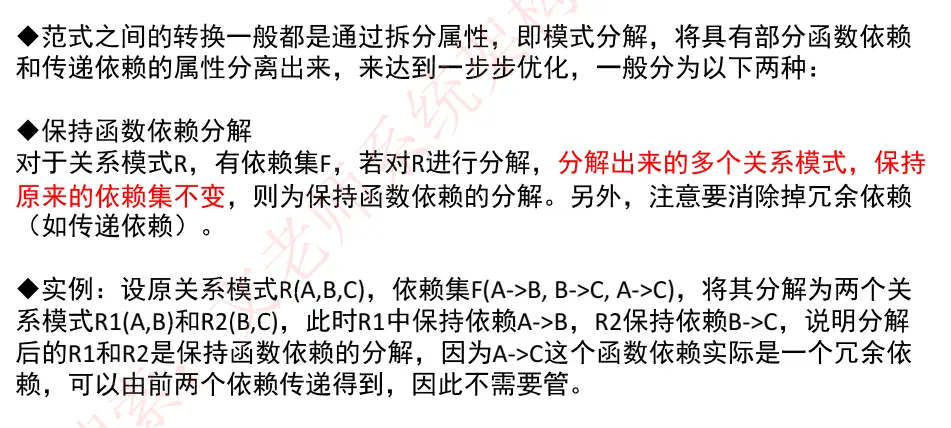 ◆范式之间的转换一般都是通过拆分属性，即模式分解，将具有部分函数依赖
和传递依赖的属性分离出来，来达到一步步优化，一般分为以下两种：
◆保持函数依赖分解
对于关系模式R，有依赖集F，若对R进行分解，分解出来的多个关系模式，保持
原来的依赖集不变，则为保持函数依赖的分解。另外，注意要消除掉冗余依赖
（如传递依赖）。
◆实例：设原关系模式R(A,B,C)，依赖集F(A->B, B->C, A->C)，将其分解为两个关
系模式R1(A,B)和R2(B,C)，此时R1中保持依赖A->B，R2保持依赖B->C，说明分解
后的R1和R2是保持函数依赖的分解，因为A->C这个函数依赖实际是一个冗余依
赖，可以由前两个依赖传递得到，因此不需要管。